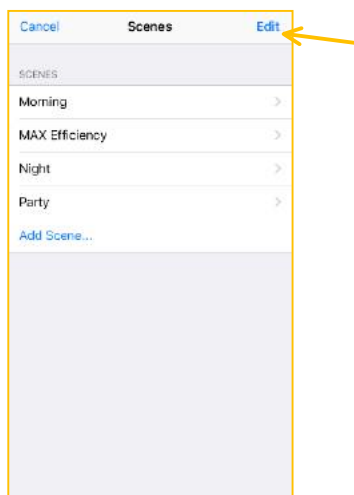 Cancel Scenes Edit
SCENES
Morning
MAX Efficiency
Night
Party
Add Scene...